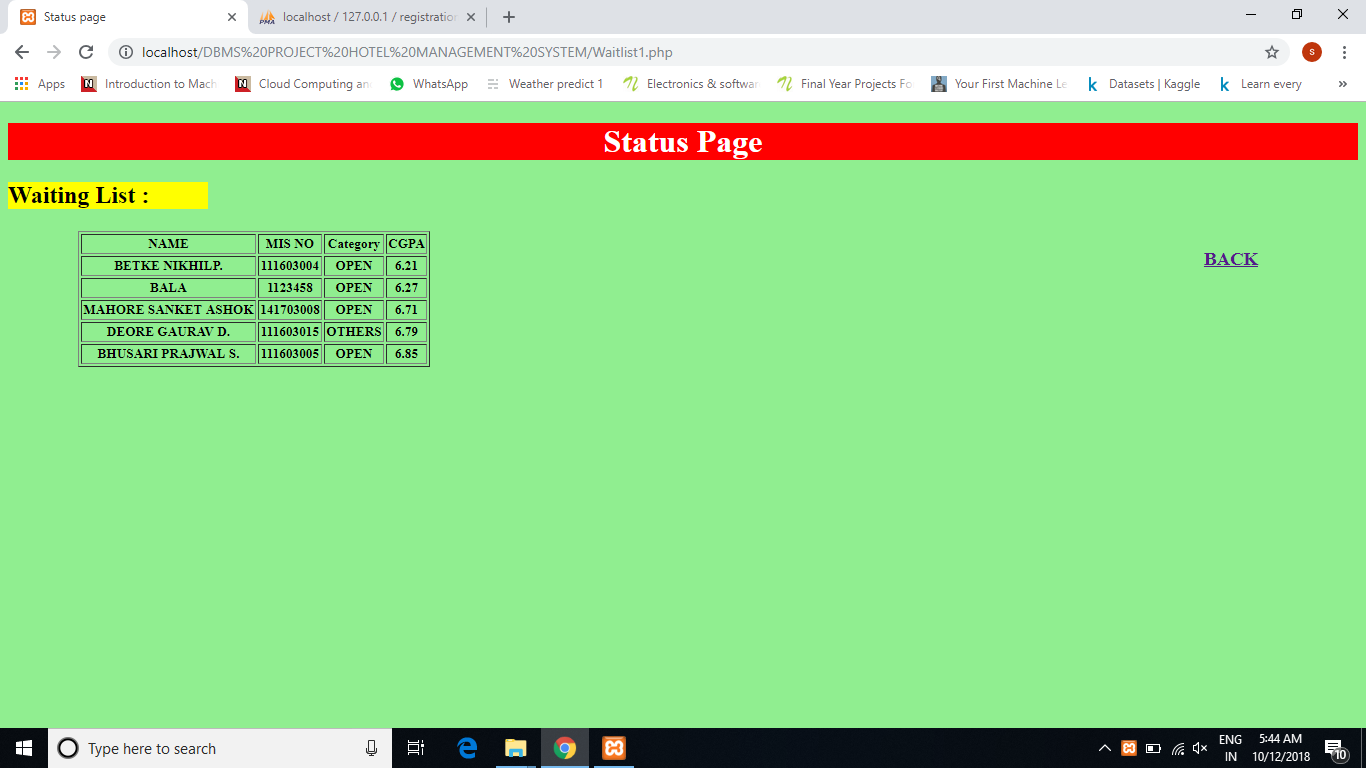 Status page
localhost / 127.0.0.1 / registration
localhost/DBMS%20PROJECT%20HOTEL%20MANAGEMENT%20SYSTEM/Waitlist1.php
S
Apps Introduction to Mach Cloud Computing an WhatsApp Weather predict 1 Electronics & softwar Final Year Projects Fo Your First Machine Le Datasets | Kaggle Learn every
Status Page
Waiting List :
NAME MIS NO Category CGPA
BETKE NIKHILP. 111603004 OPEN 6.21
BALA 1123458 OPEN 6.27
MAHORE SANKET ASHOK 141703008 OPEN 6.71
DEORE GAURAV D. 111603015 OTHERS 6.79
BHUSARI PRAJWAL S. 111603005 OPEN 6.85
BACK
Type here to search
ENG
IN
5:44 AM
10/12/2018
10